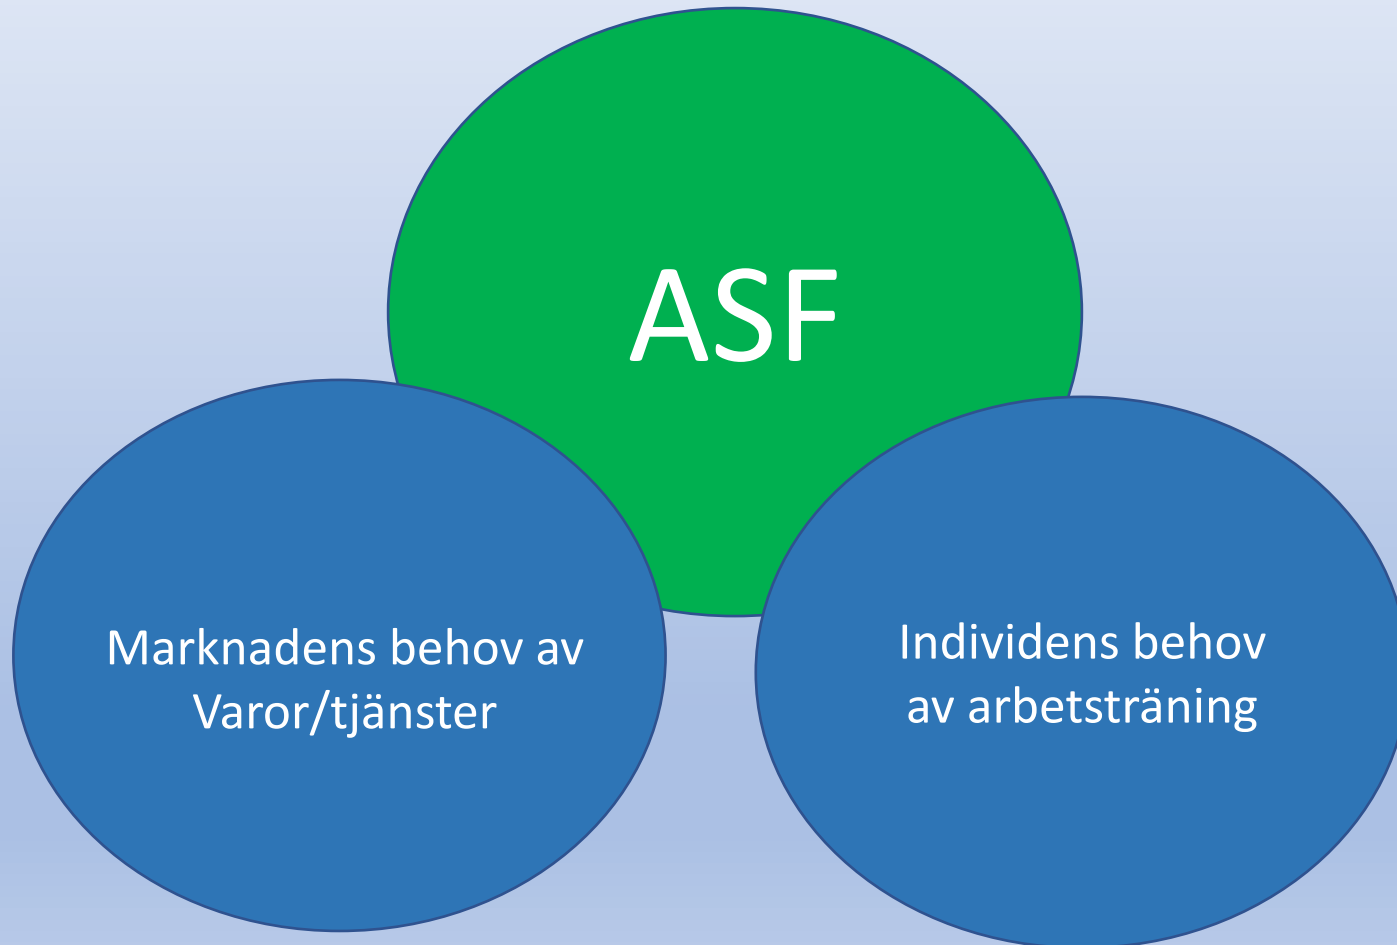 ASF
Marknadens behov av
Varor/tjänster
Individens behov
av arbetsträning